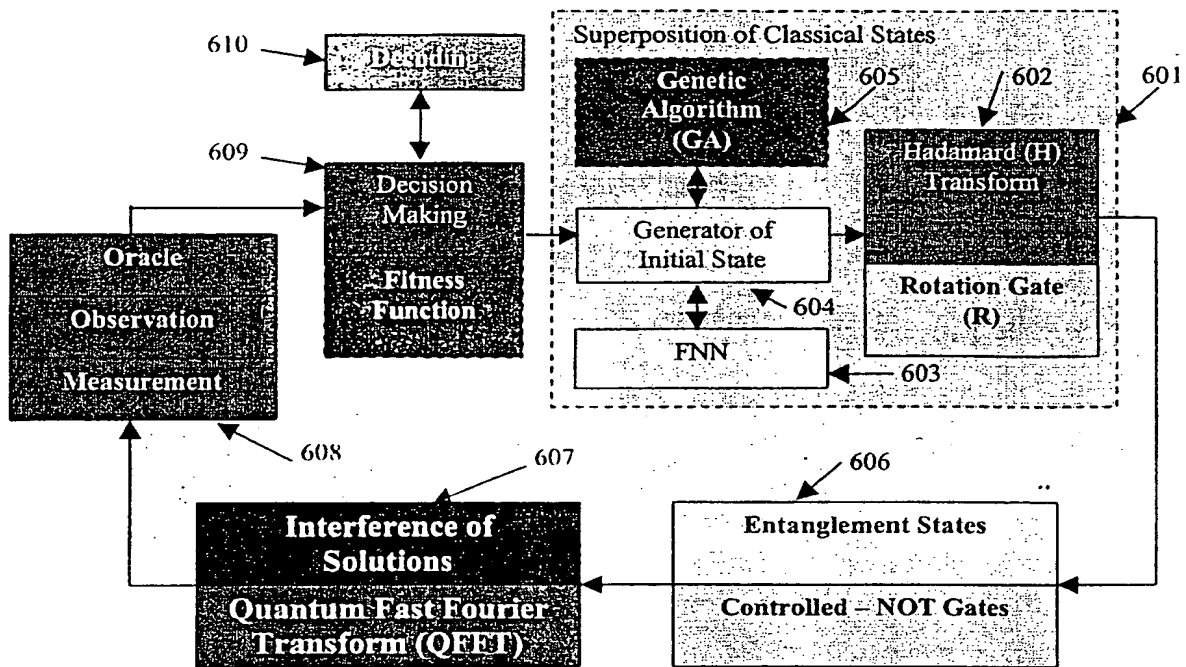 610
Decoding
609
Decision
Making
Fitness
Function
Oracle
Observation
Measurement
608
Superposition of Classical States
Genetic
Algorithm
(GA)
605
602
601
Generator of
Initial State
604
FNN
603
Hadamard (H)
Transform
Rotation Gate
(R)
607
Interference of
Solutions
Quantum Fast Fourier
Transform (QFFT)
606
Entanglement States
Controlled – NOT Gates